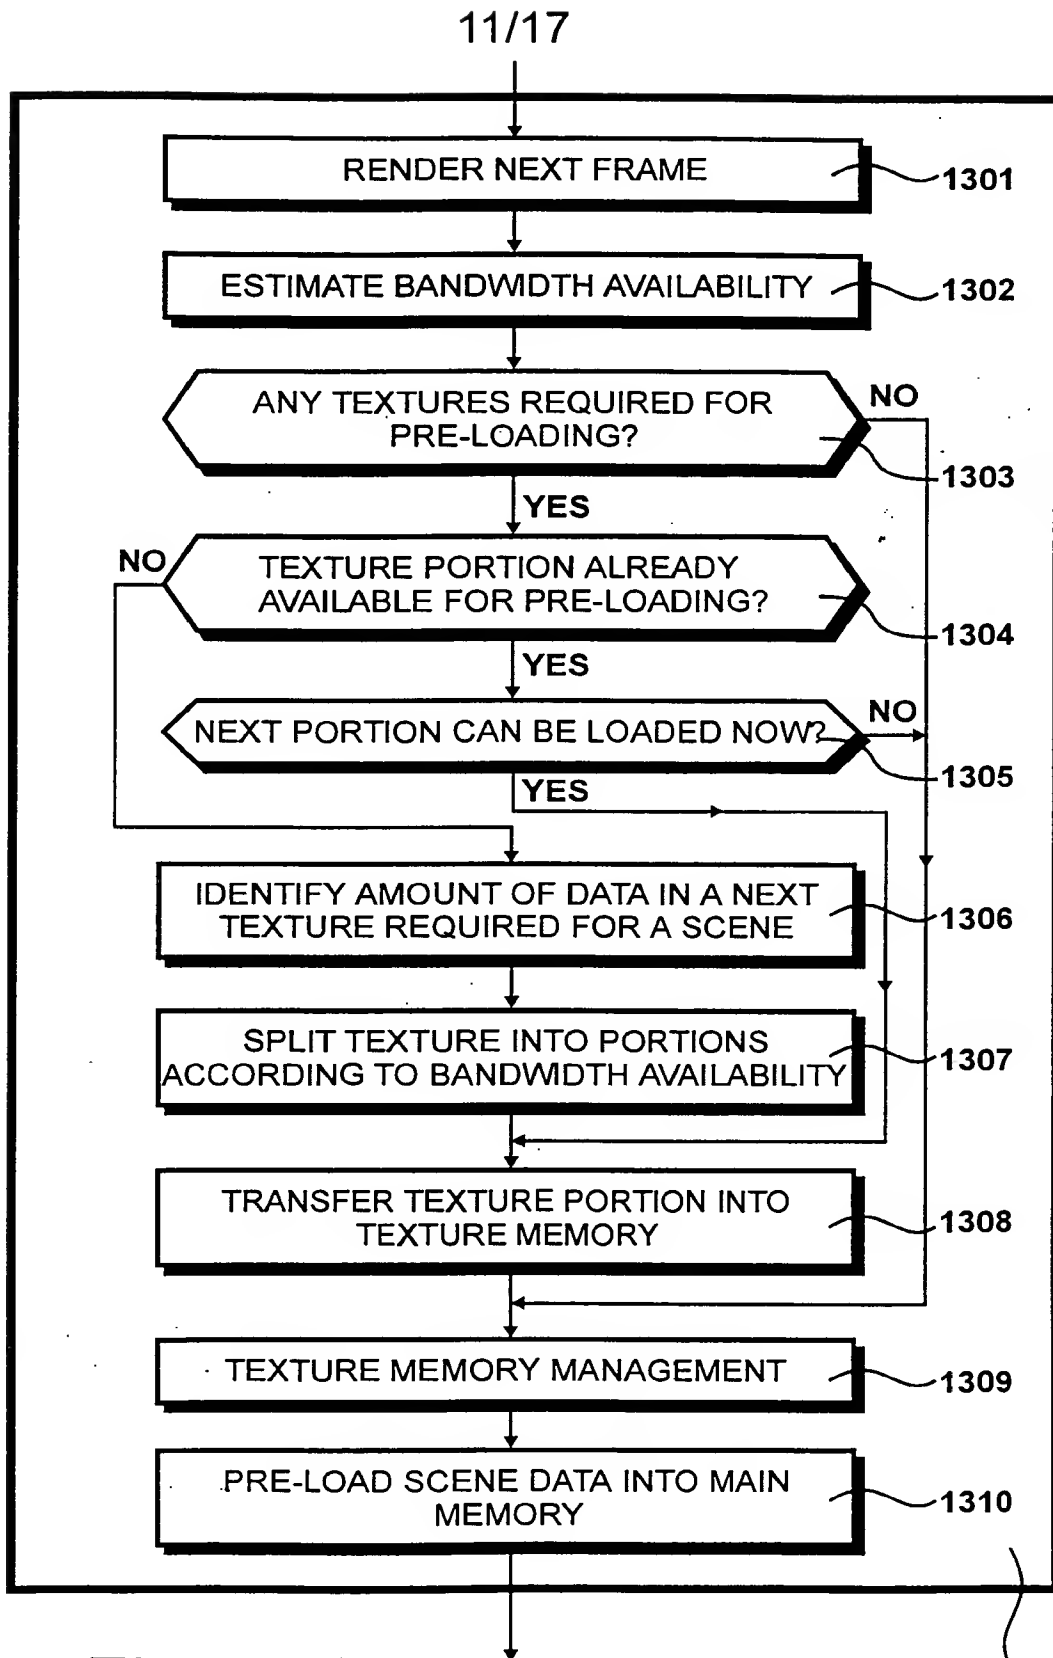 11/17
RENDER NEXT FRAME
1301
ESTIMATE BANDWIDTH AVAILABILITY
1302
ANY TEXTURES REQUIRED FOR
PRE-LOADING?
NO
1303
YES
NO
TEXTURE PORTION ALREADY
AVAILABLE FOR PRE-LOADING?
1304
YES
NEXT PORTION CAN BE LOADED NOW?
NO
1305
YES
IDENTIFY AMOUNT OF DATA IN A NEXT
TEXTURE REQUIRED FOR A SCENE
1306
SPLIT TEXTURE INTO PORTIONS
ACCORDING TO BANDWIDTH AVAILABILITY
1307
TRANSFER TEXTURE PORTION INTO
TEXTURE MEMORY
1308
TEXTURE MEMORY MANAGEMENT
1309
PRE-LOAD SCENE DATA INTO MAIN
MEMORY
1310